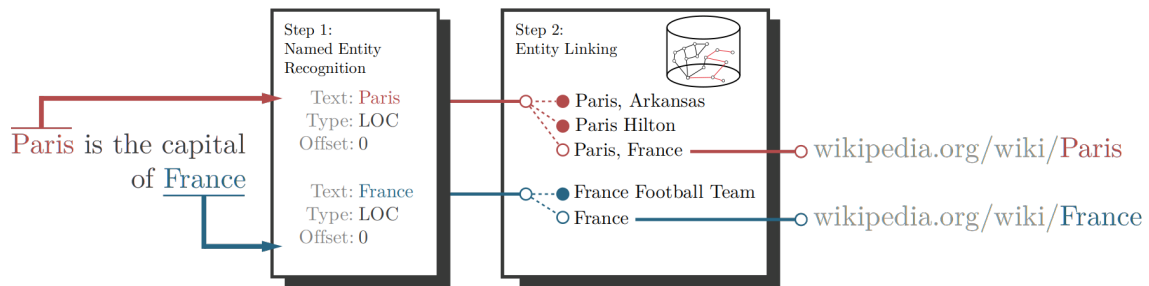 Paris is the capital
of France
Step 1:
Named Entity
Recognition
Text: Paris
Type: LOC
Offset: 0
Text: France
Type: LOC
Offset: 0
Step 2:
Entity Linking
Paris, Arkansas
Paris Hilton
Paris, France
France Football Team
France
wikipedia.org/wiki/Paris
wikipedia.org/wiki/France